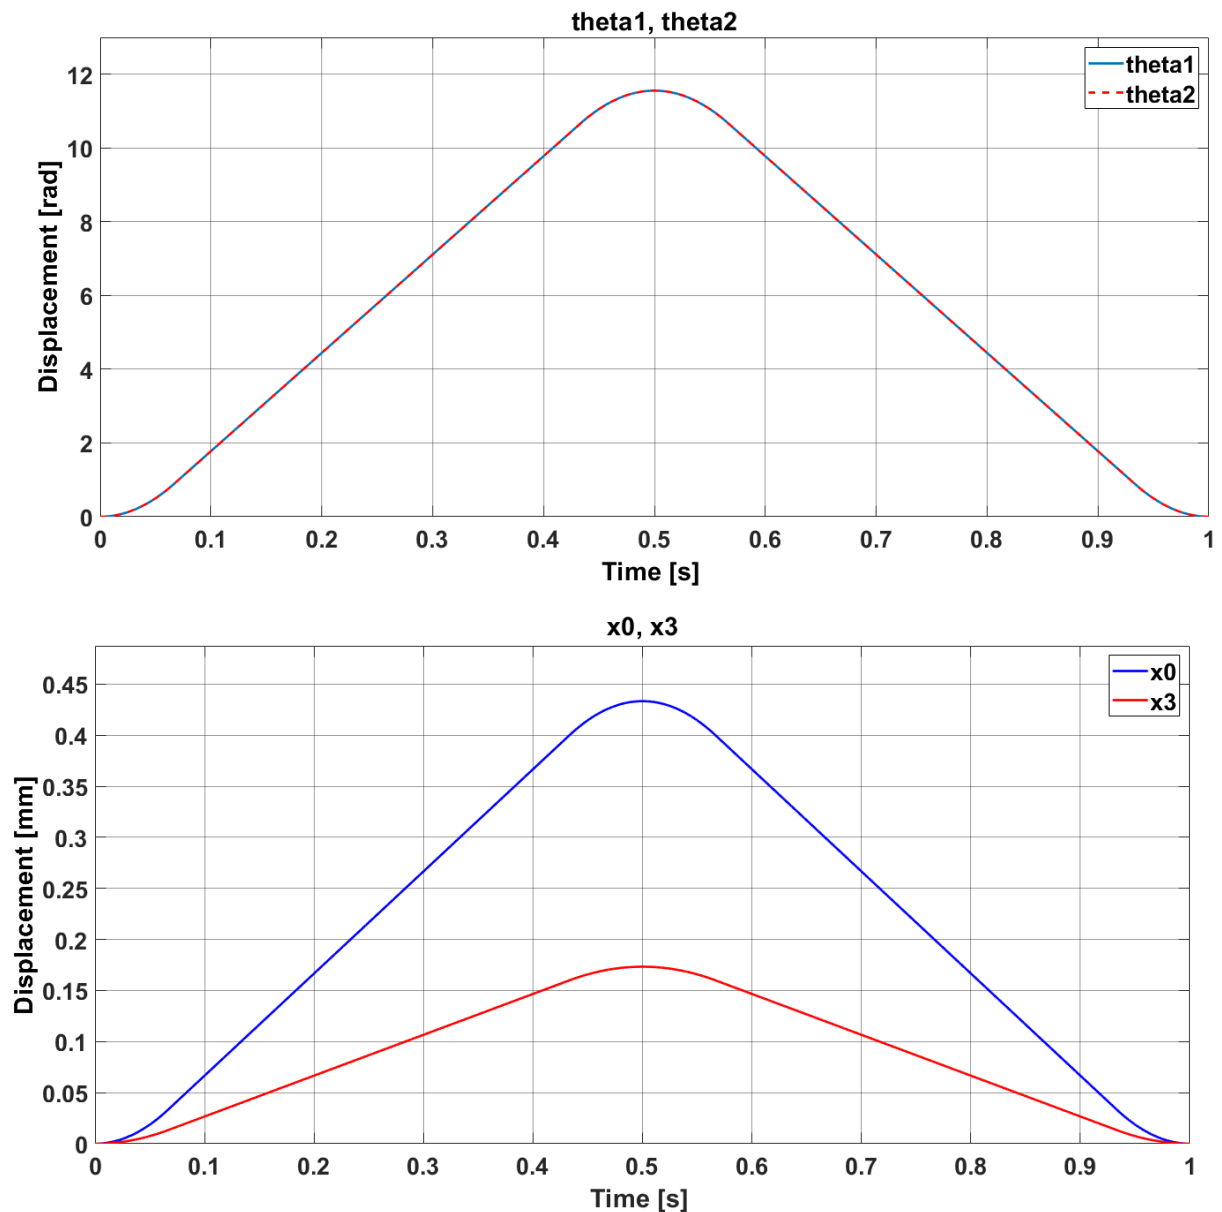 theta1, theta2
theta1
theta2
Displacement [rad]
12
10
8
6
4
2
0
0 0.1 0.2 0.3 0.4 0.5 0.6 0.7 0.8 0.9 1
Time [s]
x0, x3
x0
x3
Displacement [mm]
0.45
0.4
0.35
0.3
0.25
0.2
0.15
0.1
0.05
0
0 0.1 0.2 0.3 0.4 0.5 0.6 0.7 0.8 0.9 1
Time [s]